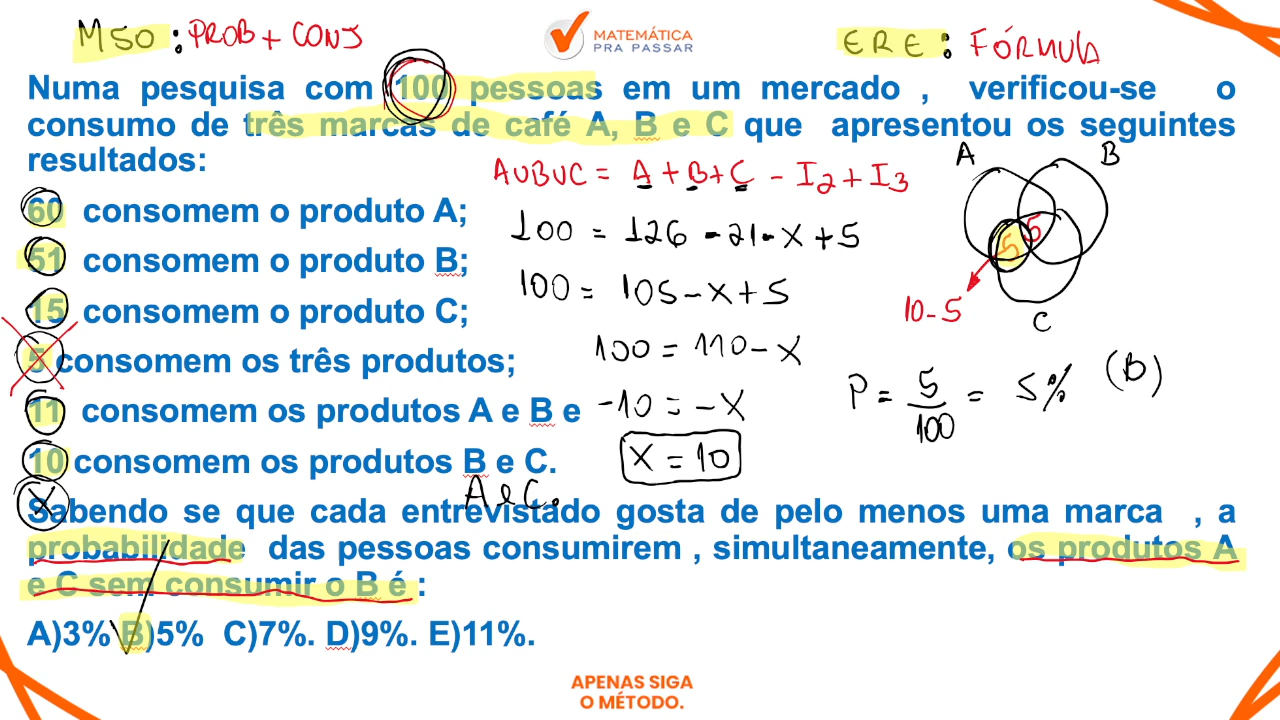 M50 : PROB + CONJ
MATEMÁTICA
PRA PASSAR
ERE : FÓRMULA
Numa pesquisa com 100 pessoas em um mercado , verificou-se o
consumo de três marcas de café A, B e C que apresentou os seguintes
resultados:
60 consomem o produto A;
51 consomem o produto B;
15 consomem o produto C;
5 consomem os três produtos;
11 consomem os produtos A e B e
10 consomem os produtos B e C.
X
A e C.
AUBUC = A + B + C - I2 + I3
100 = 126 - 21 - X + 5
100 = 105 - X + 5
100 = 110 - X
-10 = -X
X = 10
A
B
5
5
10 - 5
C
P = 5/100 = 5% (B)
Sabendo se que cada entrevistado gosta de pelo menos uma marca , a
probabilidade das pessoas consumirem , simultaneamente, os produtos A
e C sem consumir o B é :
A)3% B)5% C)7%. D)9%. E)11%.
APENAS SIGA
O MÉTODO.